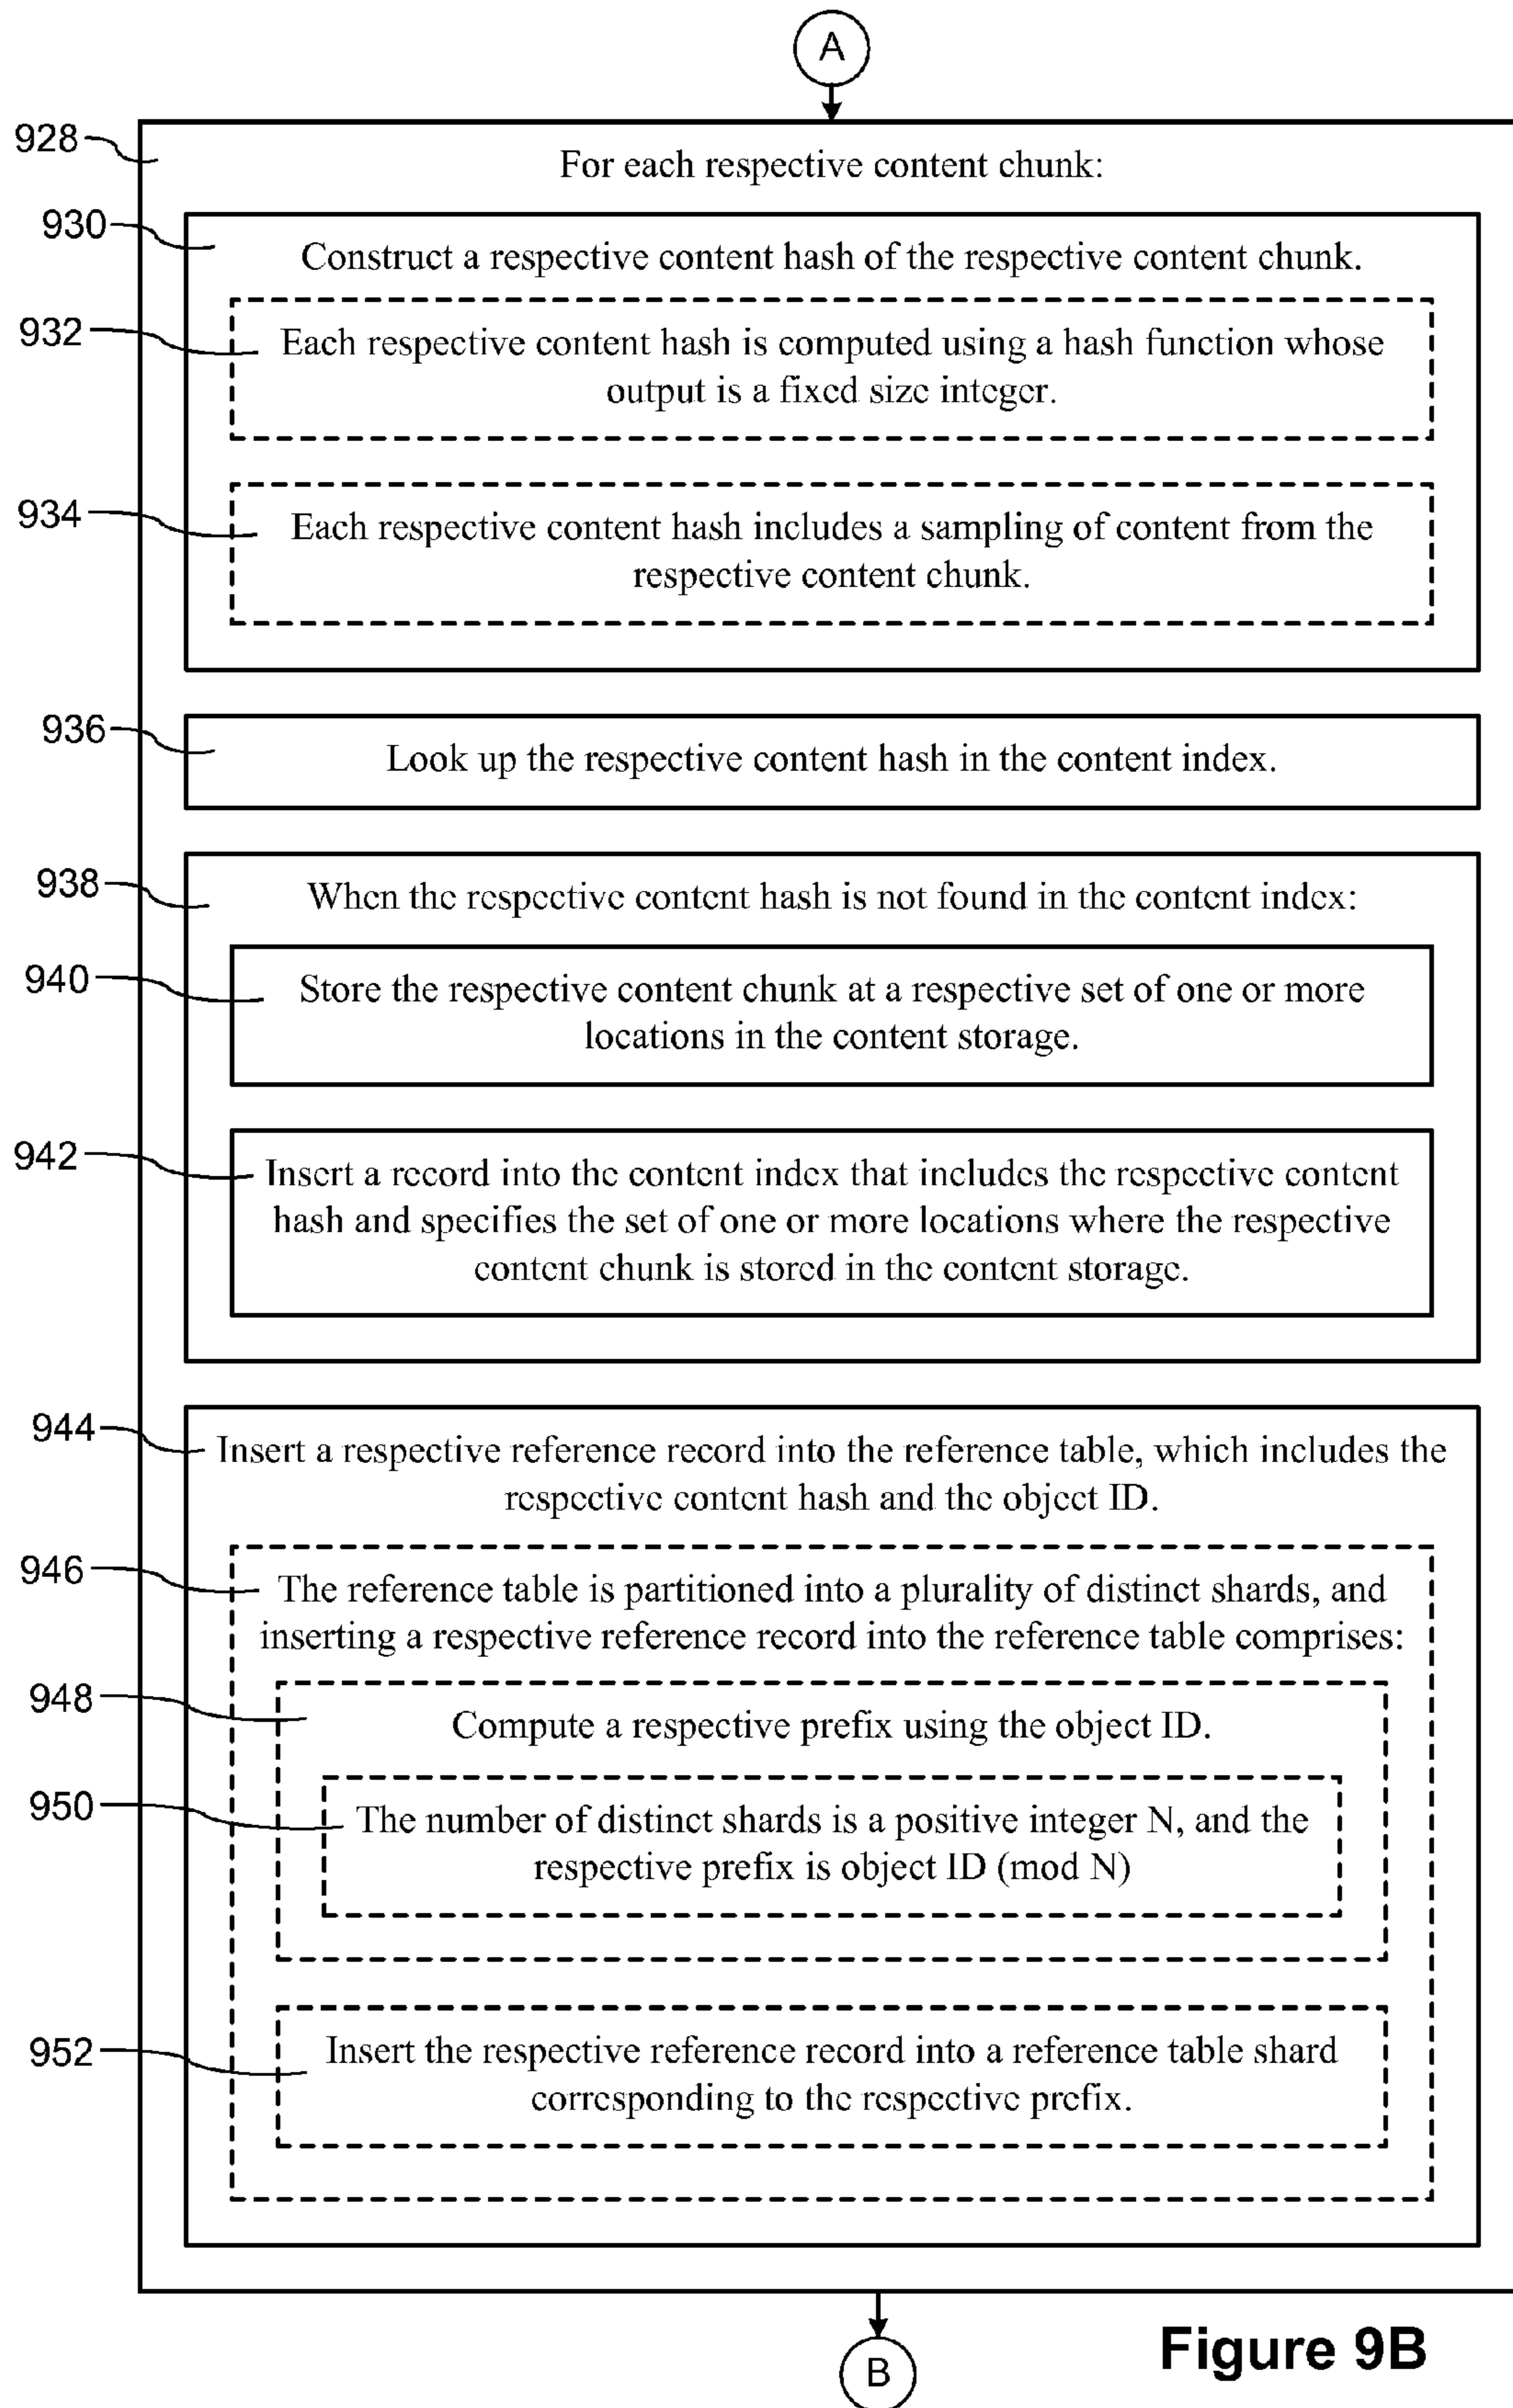 A
928
For each respective content chunk:
930
Construct a respective content hash of the respective content chunk.
932
Each respective content hash is computed using a hash function whose
output is a fixed size integer.
934
Each respective content hash includes a sampling of content from the
respective content chunk.
936
Look up the respective content hash in the content index.
938
When the respective content hash is not found in the content index:
940
Store the respective content chunk at a respective set of one or more
locations in the content storage.
942
Insert a record into the content index that includes the respective content
hash and specifies the set of one or more locations where the respective
content chunk is stored in the content storage.
944
Insert a respective reference record into the reference table, which includes the
respective content hash and the object ID.
946
The reference table is partitioned into a plurality of distinct shards, and
inserting a respective reference record into the reference table comprises:
948
Compute a respective prefix using the object ID.
950
The number of distinct shards is a positive integer N, and the
respective prefix is object ID (mod N)
952
Insert the respective reference record into a reference table shard
corresponding to the respective prefix.
B
Figure 9B